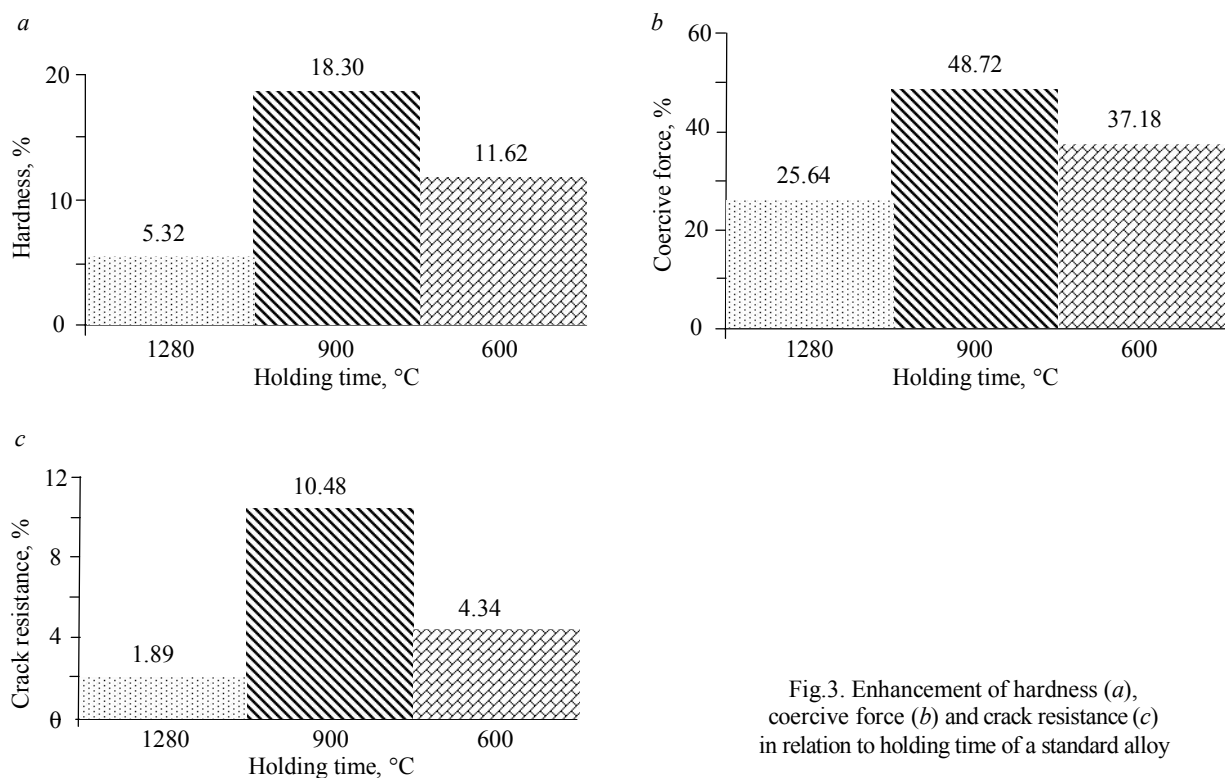 a
20
18.30
11.62
10
5.32
0
Hardness, %
1280
900
600
Holding time, °C
b
60
48.72
40
37.18
25.64
20
0
Coercive force, %
1280
900
600
Holding time, °C
c
12
10.48
8
4.34
4
1.89
0
Crack resistance, %
1280
900
600
Holding time, °C
Fig.3. Enhancement of hardness (a),
coercive force (b) and crack resistance (c)
in relation to holding time of a standard alloy